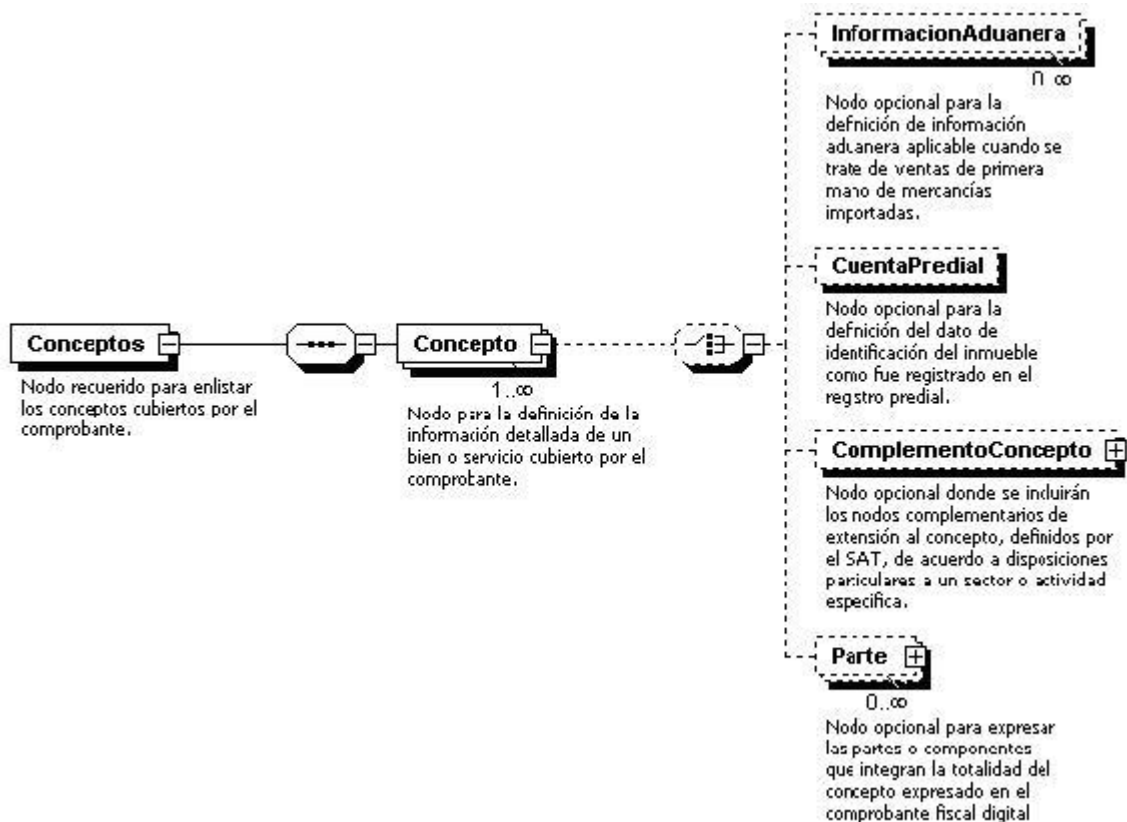 Conceptos
Nodo recuerido para enlistar
los conceptos cubiertos por el
comprobante.
Concepto
1..∞
Nodo para la definición de la
información detallada de un
bien o servicio cubierto por el
comprobante.
InformacionAduanera
0..∞
Nodo opcional para la
defnición de información
aduanera aplicable cuando se
trate de ventas de primera
mano de mercancías
importadas.
CuentaPredial
Nodo opcional para la
defnición del dato de
identificación del inmueble
como fue registrado en el
registro predial.
ComplementoConcepto
Nodo opcional donde se incluirán
los nodos complementarios de
extensión al concepto, definidos por
el SAT, de acuerdo a disposiciones
particulares a un sector o actividad
especifica.
Parte
0..∞
Nodo opcional para expresar
las partes o componentes
que integran la totalidad del
concepto expresado en el
comprobante fiscal digital